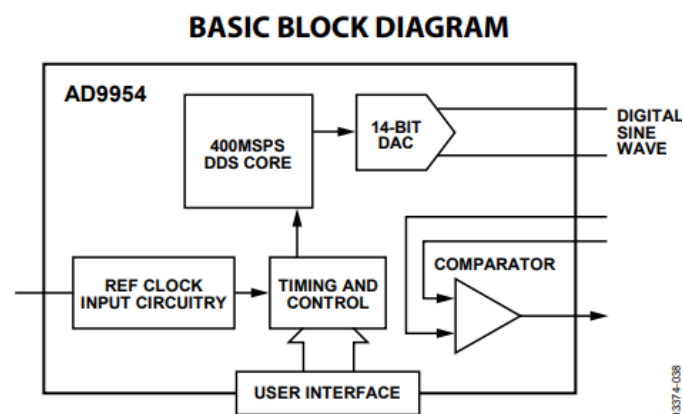 BASIC BLOCK DIAGRAM
AD9954
400MSPS
DDS CORE
14-BIT
DAC
DIGITAL
SINE
WAVE
REF CLOCK
INPUT CIRCUITRY
TIMING AND
CONTROL
COMPARATOR
USER INTERFACE
03374-038